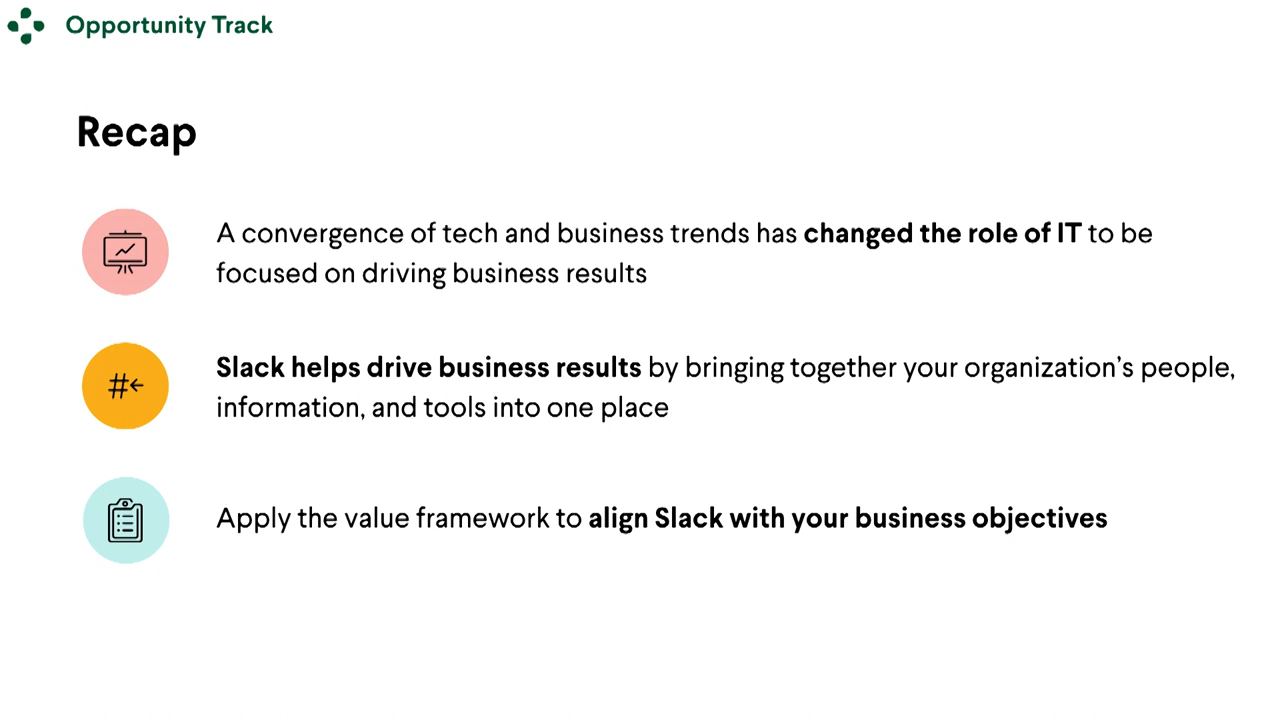 Opportunity Track
Recap
A convergence of tech and business trends has changed the role of IT to be
focused on driving business results
Slack helps drive business results by bringing together your organization’s people,
information, and tools into one place
Apply the value framework to align Slack with your business objectives